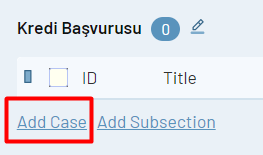 Kredi Başvurusu 0
ID Title
Add Case Add Subsection